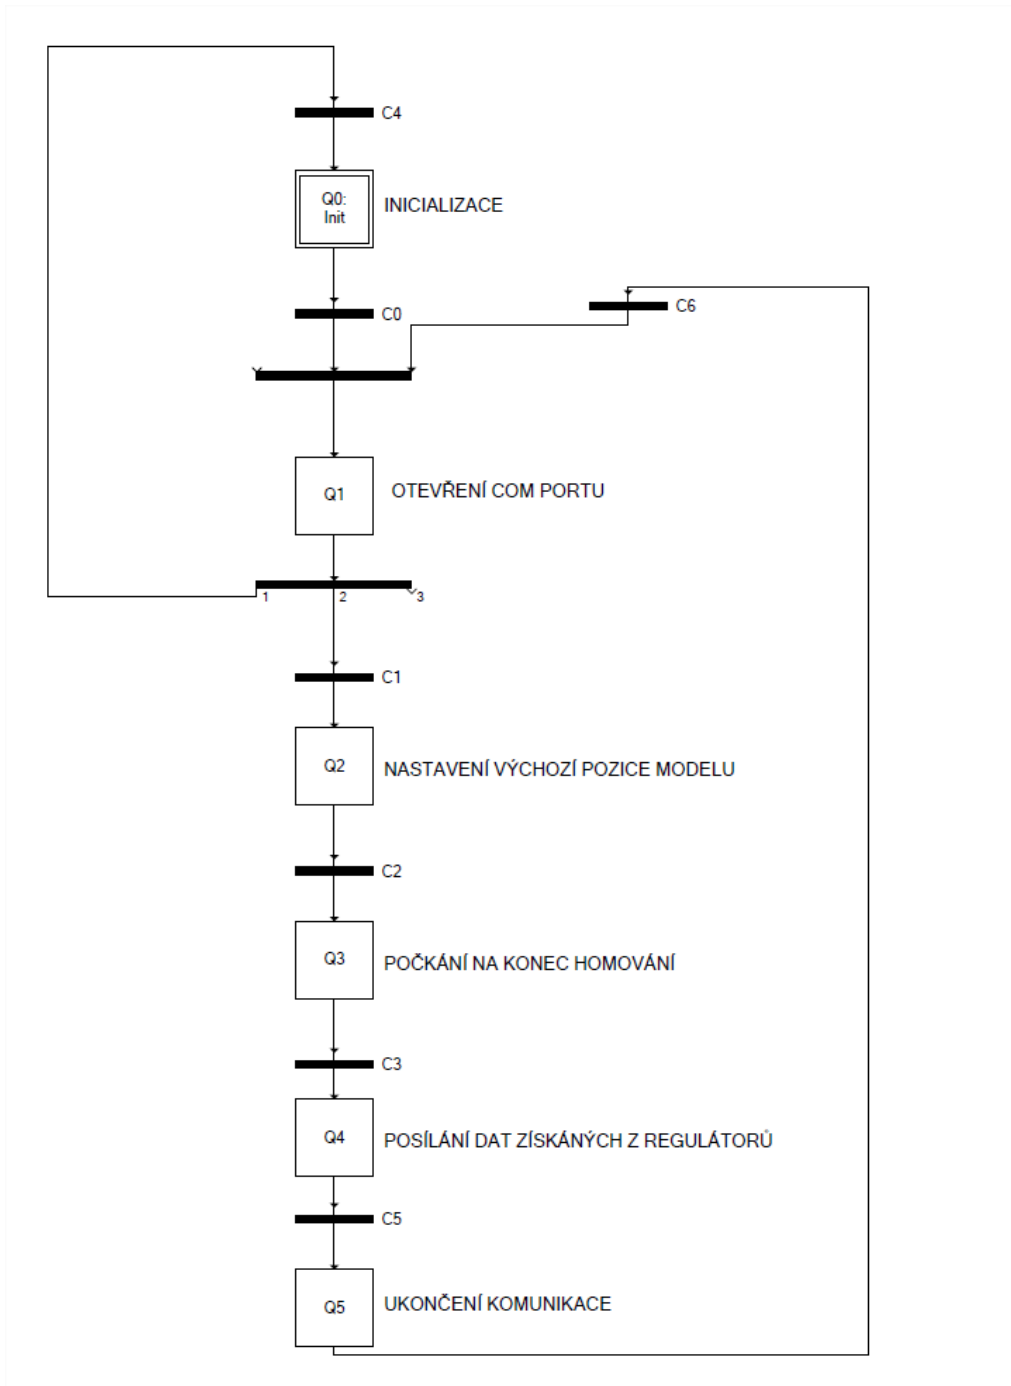 C4
Q0:
Init
INICIALIZACE
C0
C6
Q1
OTEVŘENÍ COM PORTU
1
2
3
C1
Q2
NASTAVENÍ VÝCHOZÍ POZICE MODELU
C2
Q3
POČKÁNÍ NA KONEC HOMOVÁNÍ
C3
Q4
POSÍLÁNÍ DAT ZÍSKÁNÝCH Z REGULÁTORŮ
C5
Q5
UKONČENÍ KOMUNIKACE